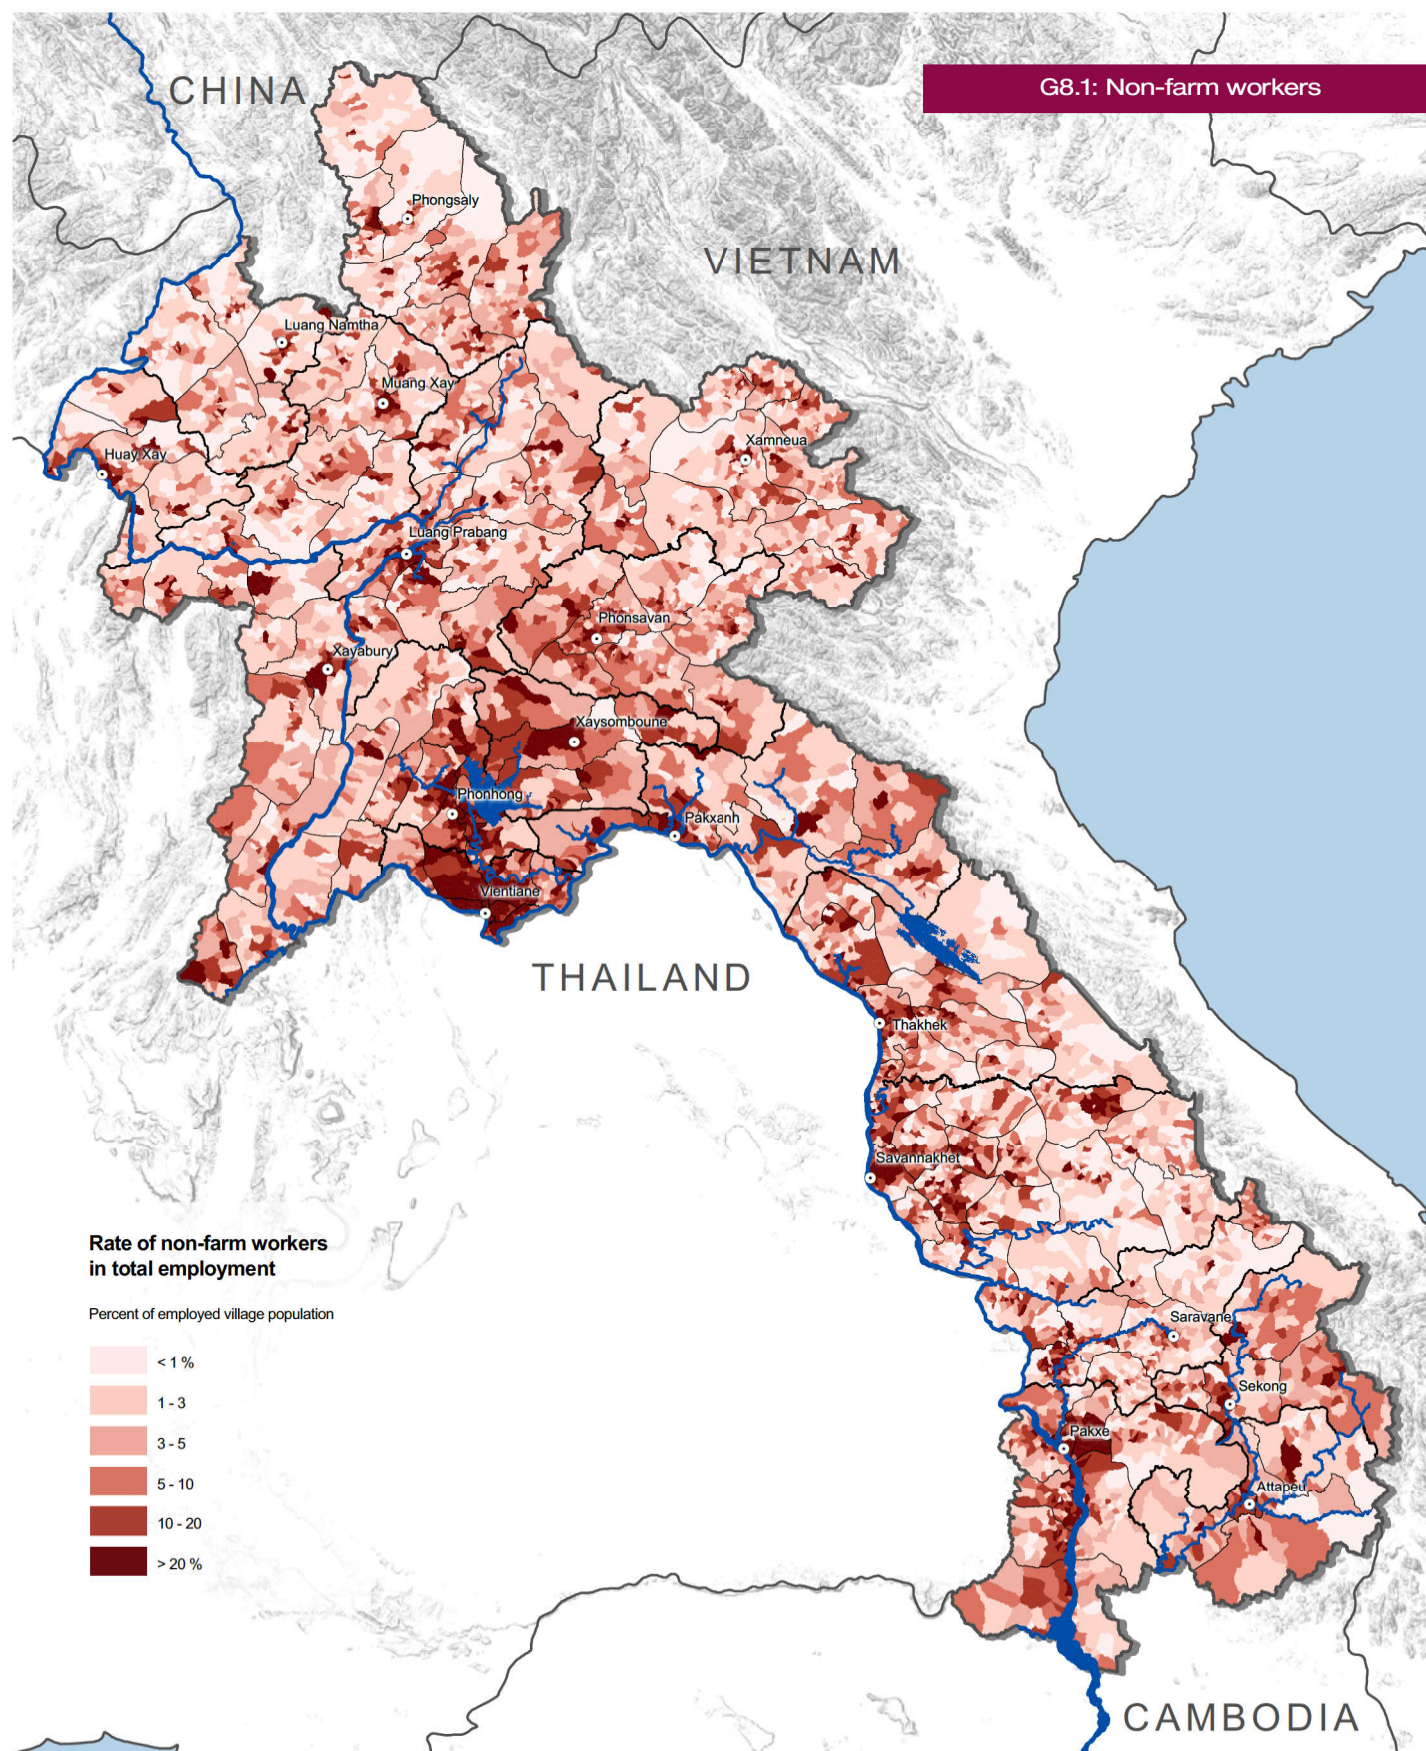 G8.1: Non-farm workers
CHINA
Phongsaly
VIETNAM
Luang Namtha
Muang Xay
Xamneua
Huay Xay
Luang Prabang
Phonsavan
Xayabury
Xaysomboune
Phonhong
Pakxanh
Vientiane
THAILAND
Thakhek
Savannakhet
Rate of non-farm workers
in total employment
Percent of employed village population
< 1 %
1 - 3
3 - 5
5 - 10
10 - 20
> 20 %
Saravane
Sekong
Pakxe
Attapeu
CAMBODIA